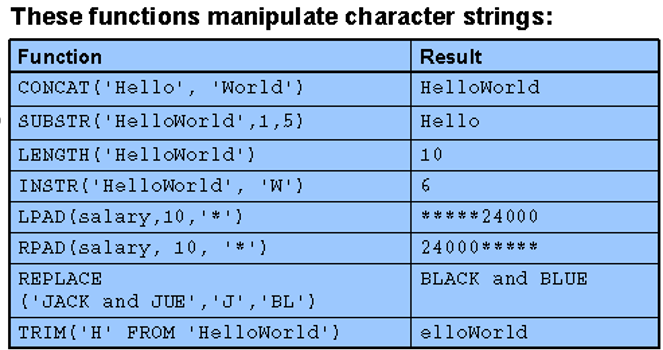 These functions manipulate character strings:
Function Result
CONCAT('Hello', 'World') HelloWorld
SUBSTR('HelloWorld',1,5) Hello
LENGTH('HelloWorld') 10
INSTR('HelloWorld', 'W') 6
LPAD(salary,10,'*') *****24000
RPAD(salary, 10, '*') 24000*****
REPLACE BLACK and BLUE
('JACK and JUE','J','BL')
TRIM('H' FROM 'HelloWorld') elloWorld